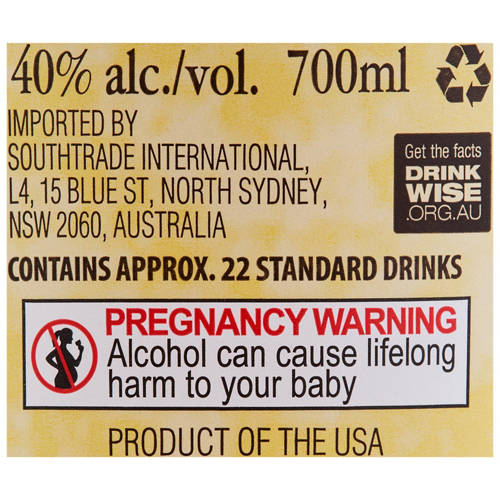 40% alc./vol. 700ml
IMPORTED BY
SOUTHTRADE INTERNATIONAL,
L4, 15 BLUE ST, NORTH SYDNEY,
NSW 2060, AUSTRALIA
Get the facts
DRINK
WISE
.ORG.AU
CONTAINS APPROX. 22 STANDARD DRINKS
PREGNANCY WARNING
Alcohol can cause lifelong
harm to your baby
PRODUCT OF THE USA